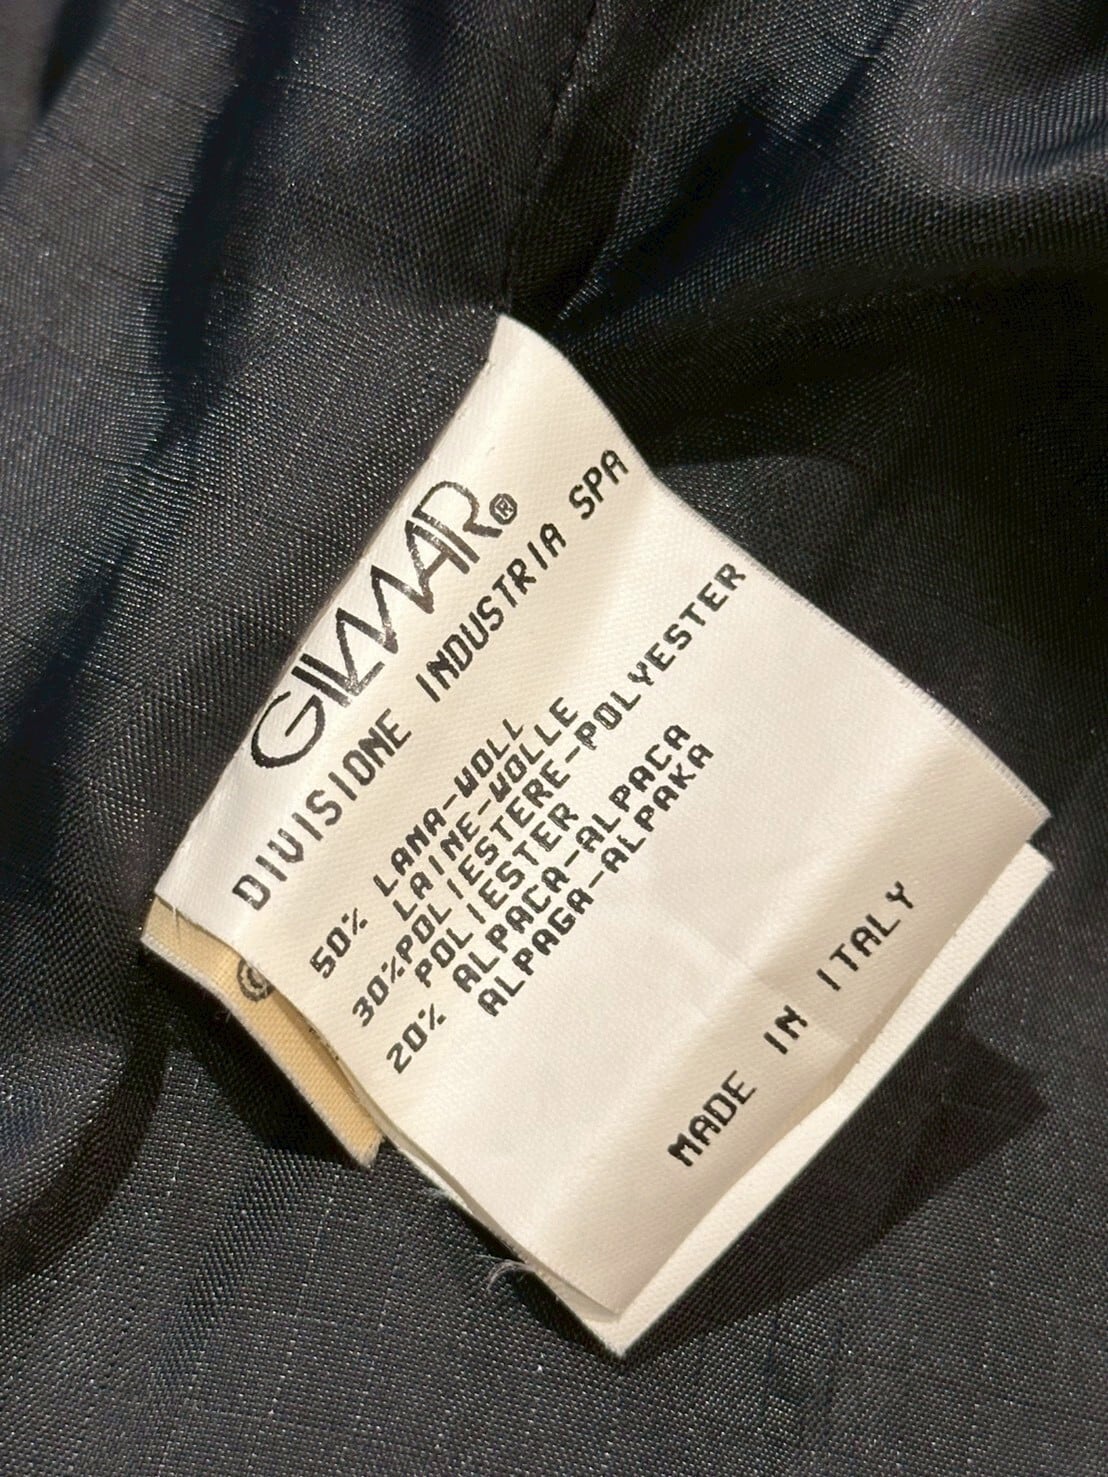 GILMAR®
DIVISIONE INDUSTRIA SPA
50% LANA-WOLL
LAINE-WOLLE
30%POLIESTERE-POLYESTER
POLIESTER
20% ALPACA-ALPACA
ALPAGA-ALPAKA
MADE IN ITALY